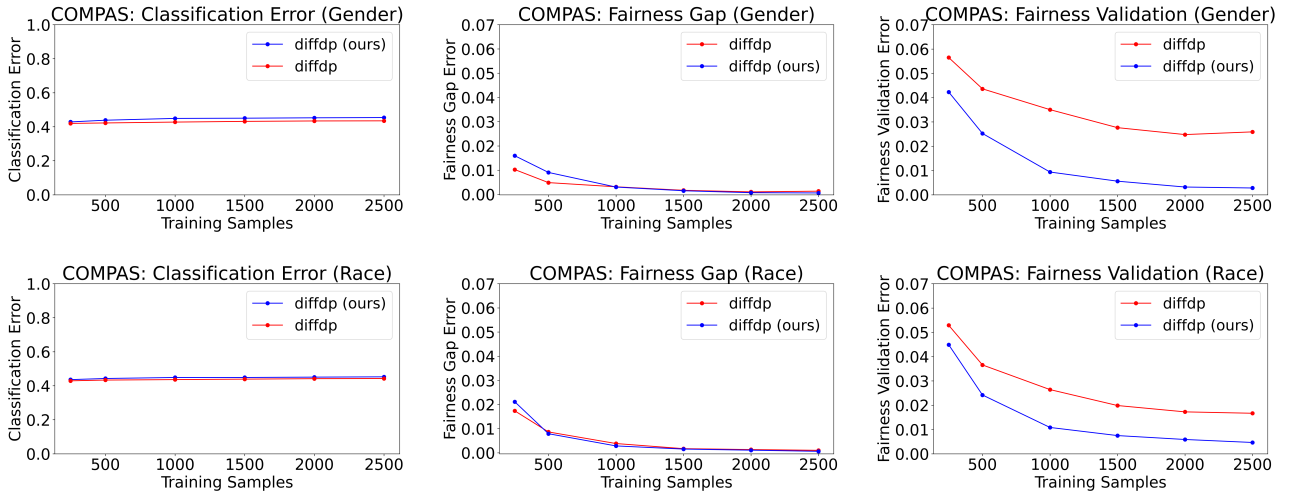 COMPAS: Classification Error (Gender)
1.0
0.8
0.6
0.4
0.2
0.0
Classification Error
diffdp (ours)
diffdp
500
1000
1500
2000
2500
Training Samples
COMPAS: Fairness Gap (Gender)
0.07
0.06
0.05
0.04
0.03
0.02
0.01
0.00
Fairness Gap Error
diffdp
diffdp (ours)
500
1000
1500
2000
2500
Training Samples
COMPAS: Fairness Validation (Gender)
0.07
0.06
0.05
0.04
0.03
0.02
0.01
0.00
Fairness Validation Error
diffdp
diffdp (ours)
500
1000
1500
2000
2500
Training Samples
COMPAS: Classification Error (Race)
1.0
0.8
0.6
0.4
0.2
0.0
Classification Error
diffdp (ours)
diffdp
500
1000
1500
2000
2500
Training Samples
COMPAS: Fairness Gap (Race)
0.07
0.06
0.05
0.04
0.03
0.02
0.01
0.00
Fairness Gap Error
diffdp
diffdp (ours)
500
1000
1500
2000
2500
Training Samples
COMPAS: Fairness Validation (Race)
0.07
0.06
0.05
0.04
0.03
0.02
0.01
0.00
Fairness Validation Error
diffdp
diffdp (ours)
500
1000
1500
2000
2500
Training Samples